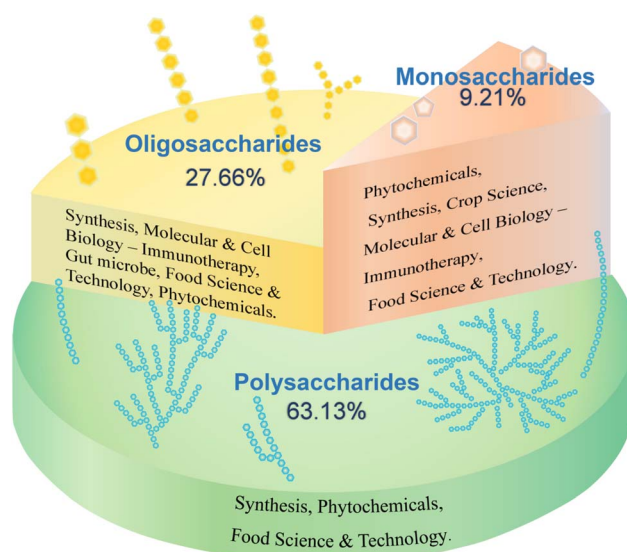 Monosaccharides
9.21%
Oligosaccharides
27.66%
Phytochemicals,
Synthesis, Crop Science,
Molecular & Cell Biology –
Immunotherapy,
Food Science & Technology.
Synthesis, Molecular & Cell
Biology – Immunotherapy,
Gut microbe, Food Science &
Technology, Phytochemicals.
Polysaccharides
63.13%
Synthesis, Phytochemicals,
Food Science & Technology.